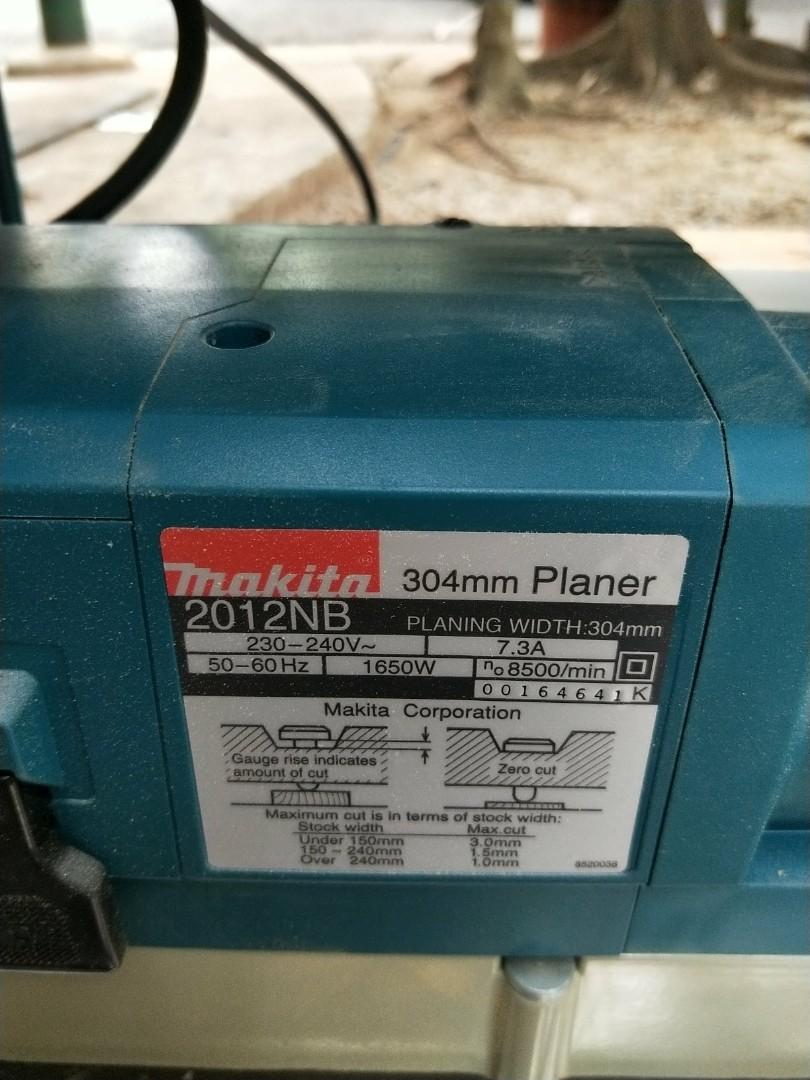 makita® 304mm Planer
2012NB PLANING WIDTH:304mm
230-240V~ 7.3A
50-60Hz 1650W no 8500/min
00164641K
Makita Corporation
Gauge rise indicates
amount of cut
Zero cut
Maximum cut is in terms of stock width:
Stock width Max.cut
Under 150mm 3.0mm
150 - 240mm 1.5mm
Over 240mm 1.0mm